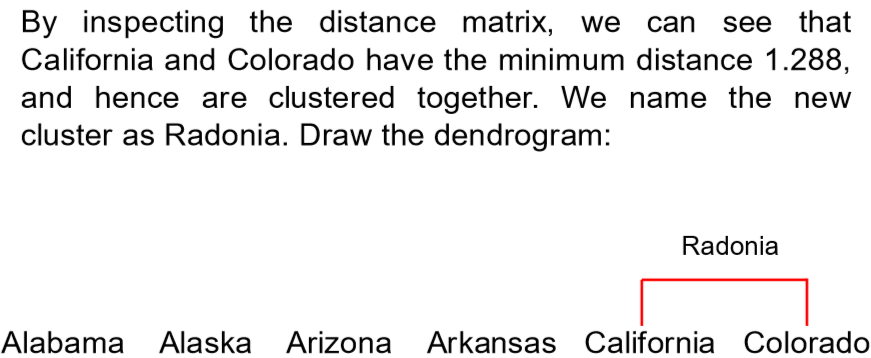 By inspecting the distance matrix, we can see that
California and Colorado have the minimum distance 1.288,
and hence are clustered together. We name the new
cluster as Radonia. Draw the dendrogram:
Radonia
Alabama Alaska Arizona Arkansas California Colorado